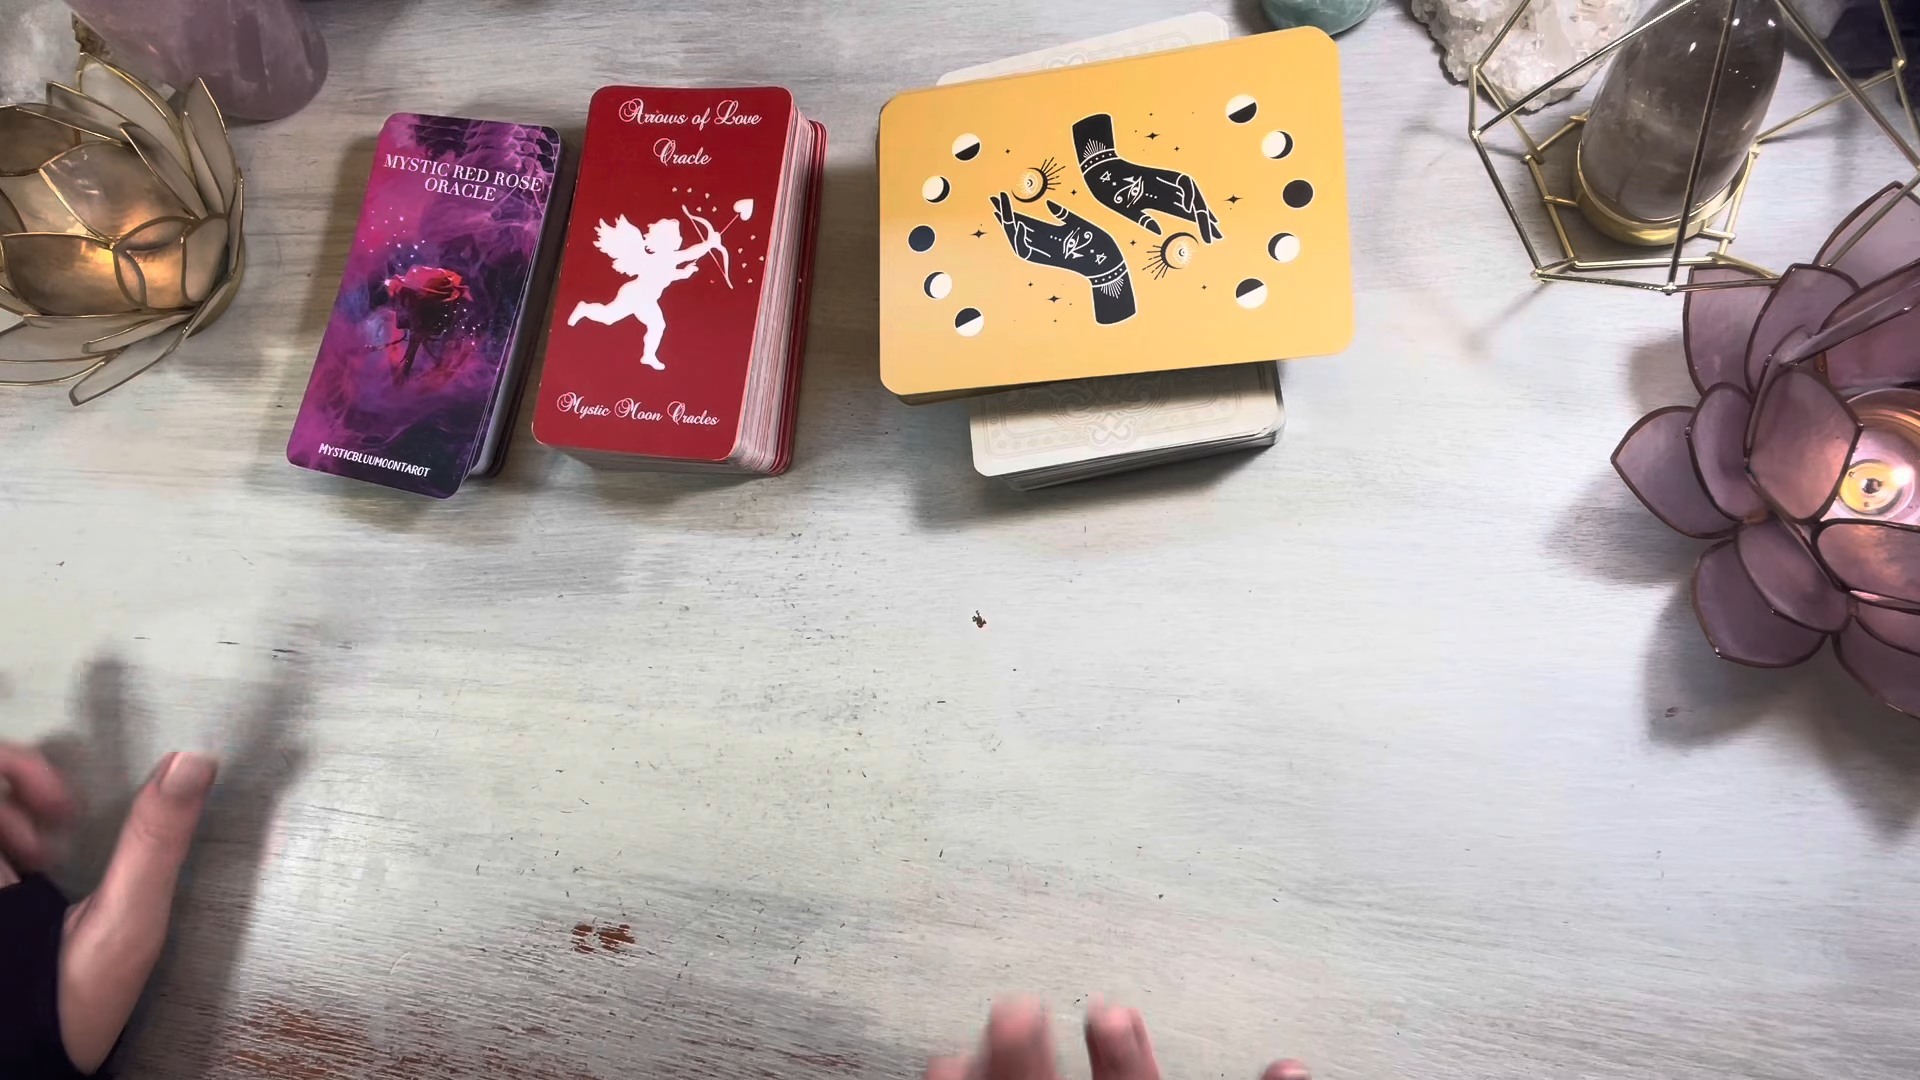 MYSTIC RED ROSE
ORACLE
MYSTICBLUUMOONTAROT
Arrows of Love
Oracle
Mystic Moon Oracles